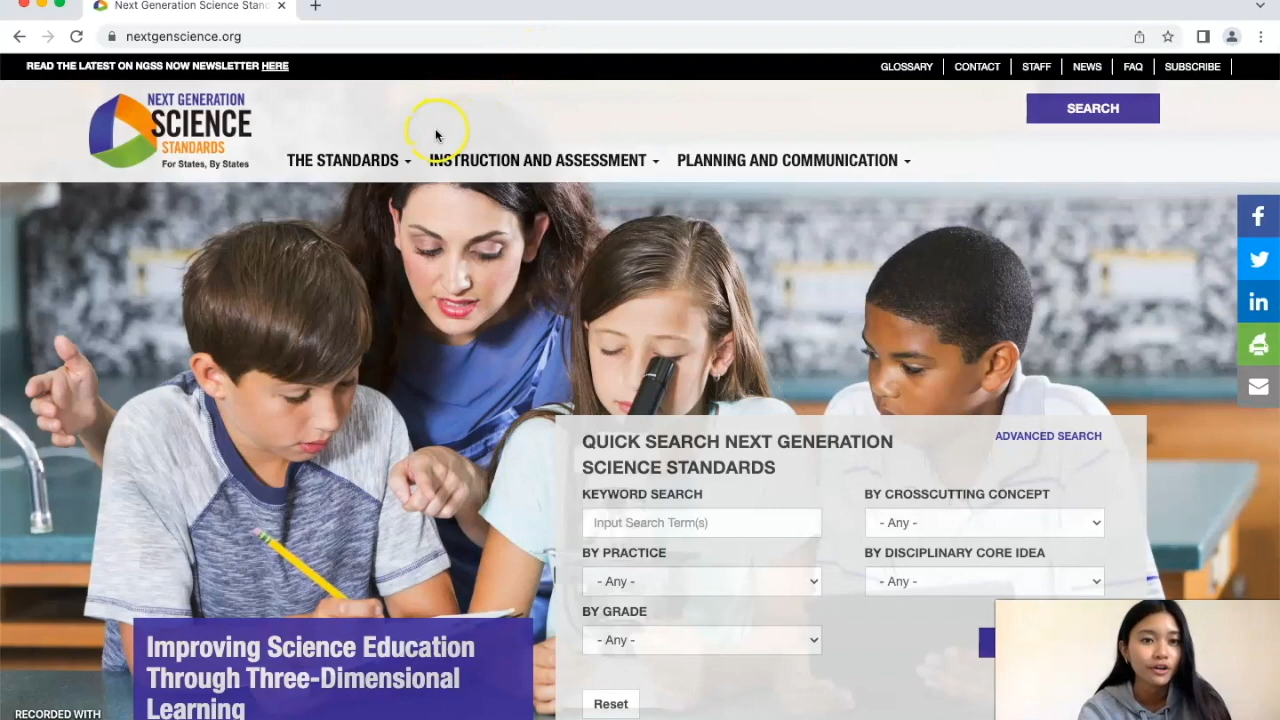 Next Generation Science Stand
nextgenscience.org
READ THE LATEST ON NGSS NOW NEWSLETTER HERE
GLOSSARY
CONTACT
STAFF
NEWS
FAQ
SUBSCRIBE
NEXT GENERATION
SCIENCE
STANDARDS
For States, By States
SEARCH
THE STANDARDS
INSTRUCTION AND ASSESSMENT
PLANNING AND COMMUNICATION
QUICK SEARCH NEXT GENERATION
SCIENCE STANDARDS
ADVANCED SEARCH
KEYWORD SEARCH
Input Search Term(s)
BY CROSSCUTTING CONCEPT
- Any -
BY PRACTICE
- Any -
BY DISCIPLINARY CORE IDEA
- Any -
BY GRADE
- Any -
Reset
Improving Science Education
Through Three-Dimensional
Learning
RECORDED WITH